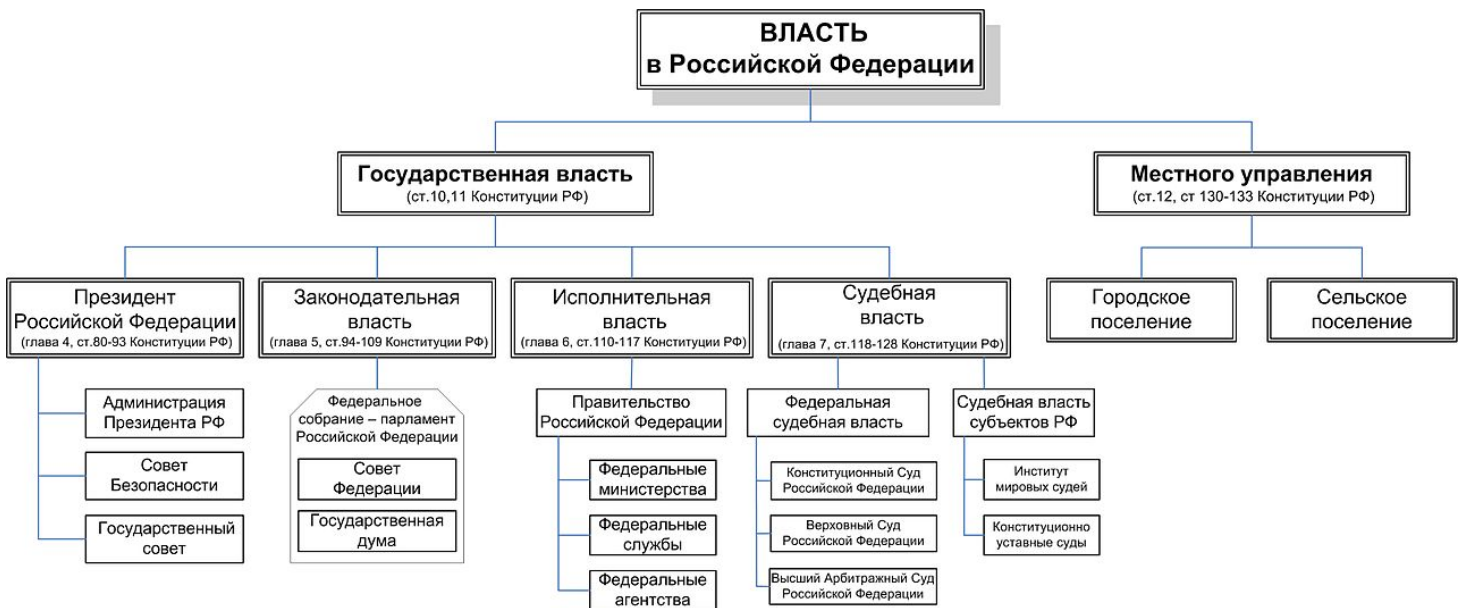 ВЛАСТЬ
в Российской Федерации
Государственная власть
(ст.10,11 Конституции РФ)
Местного управления
(ст.12, ст 130-133 Конституции РФ)
Президент
Российской Федерации
(глава 4, ст.80-93 Конституции РФ)
Законодательная
власть
(глава 5, ст.94-109 Конституции РФ)
Исполнительная
власть
(глава 6, ст.110-117 Конституции РФ)
Судебная
власть
(глава 7, ст.118-128 Конституции РФ)
Городское
поселение
Сельское
поселение
Администрация
Президента РФ
Совет
Безопасности
Государственный
совет
Федеральное
собрание – парламент
Российской Федерации
Совет
Федерации
Государственная
дума
Правительство
Российской Федерации
Федеральные
министерства
Федеральные
службы
Федеральные
агентства
Федеральная
судебная власть
Конституционный Суд
Российской Федерации
Верховный Суд
Российской Федерации
Высший Арбитражный Суд
Российской Федерации
Судебная власть
субъектов РФ
Институт
мировых судей
Конституционно
уставные суды